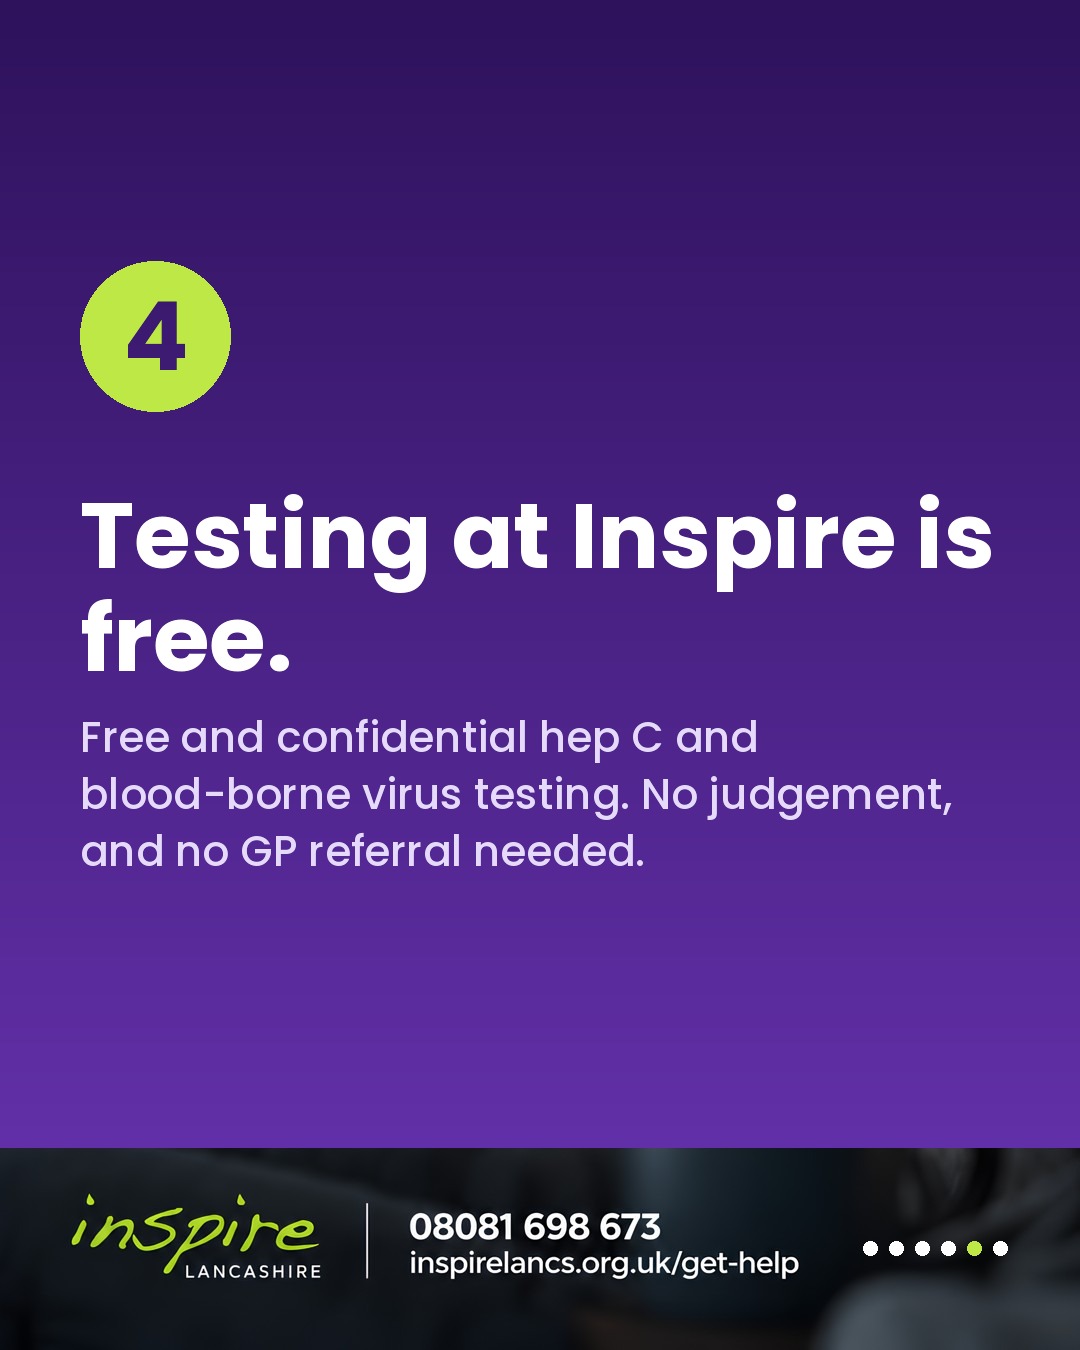 4
Testing at Inspire is
free.
Free and confidential hep C and
blood-borne virus testing. No judgement,
and no GP referral needed.
inspire
LANCASHIRE
08081 698 673
inspirelancs.org.uk/get-help